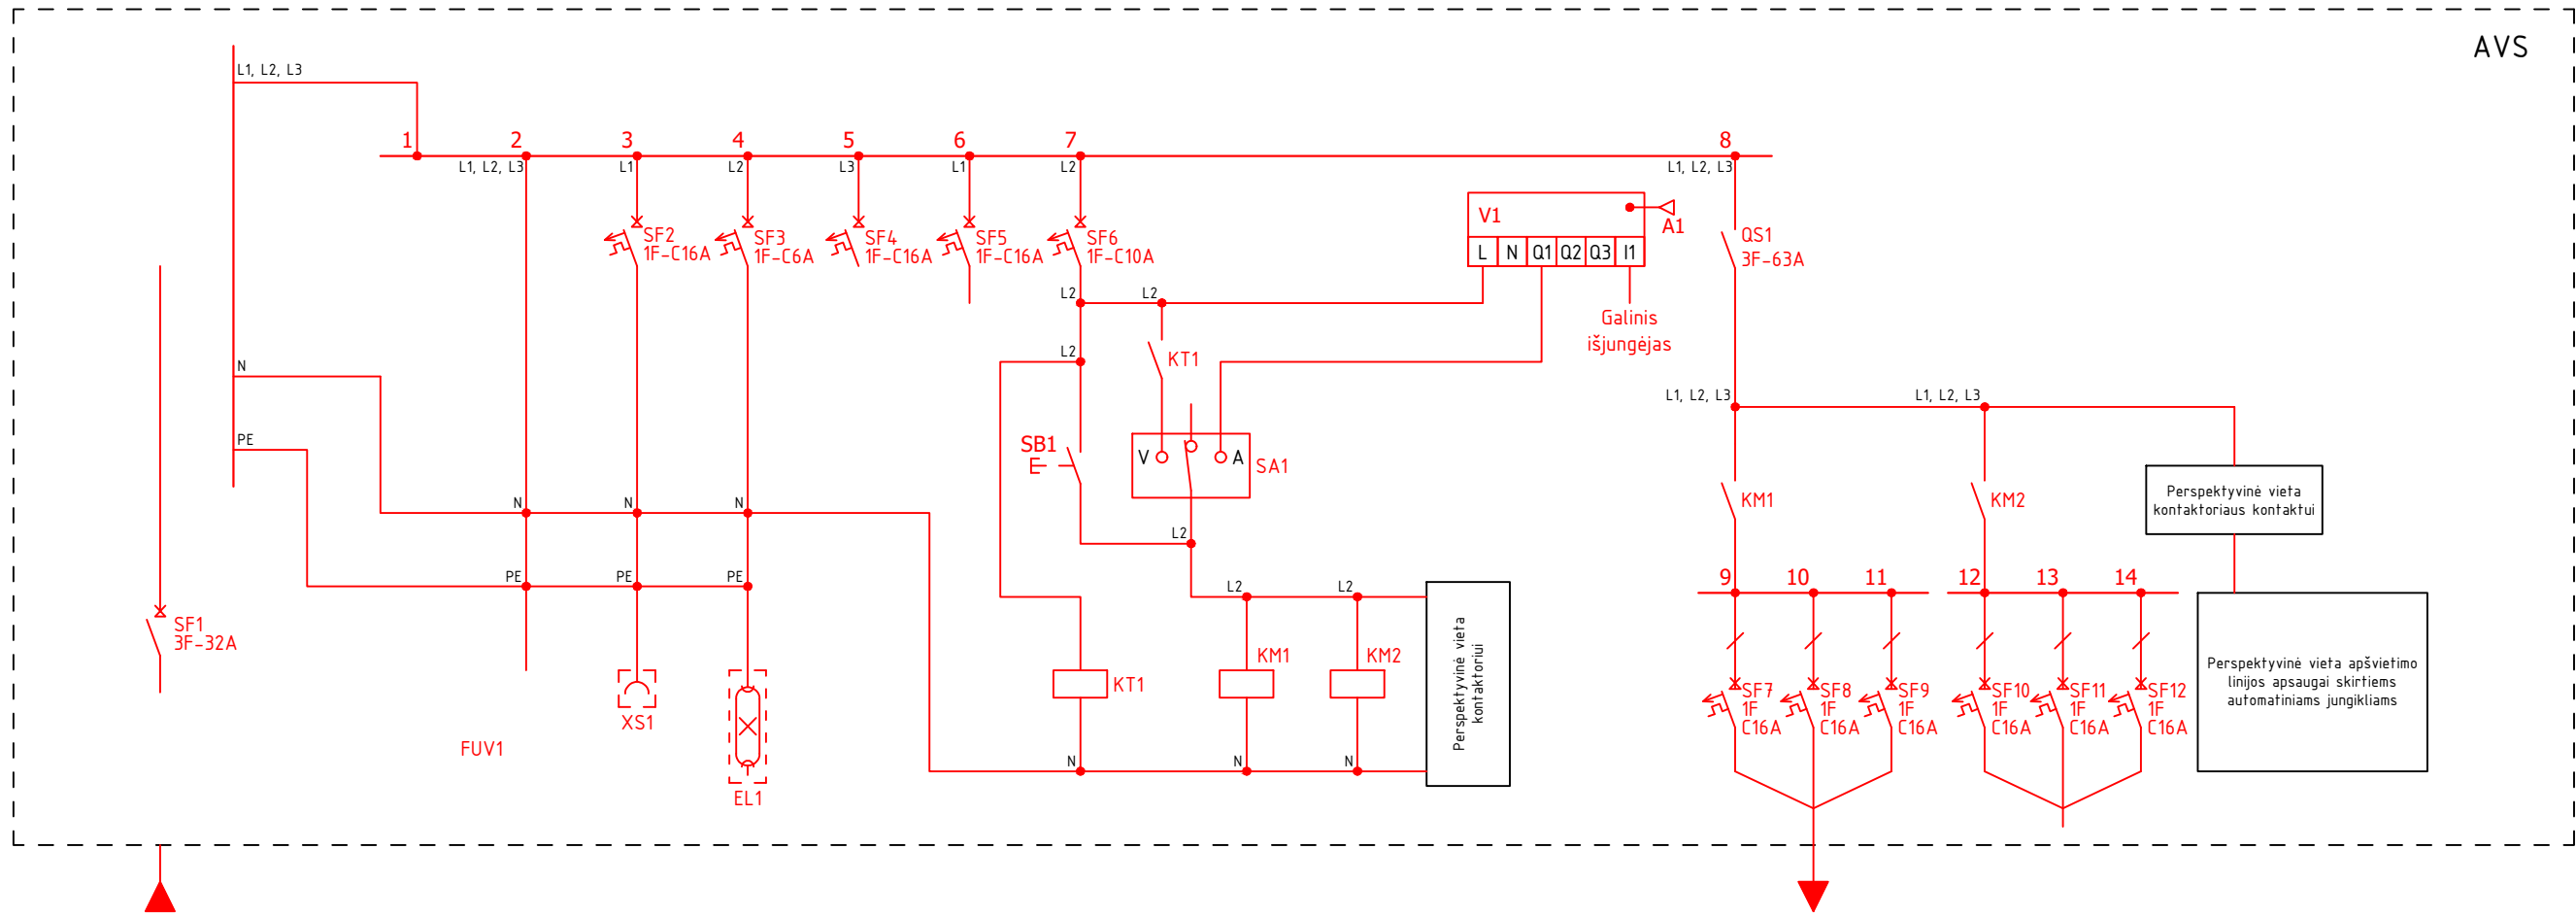 AVS
L1, L2, L3
1
2
3
4
5
6
7
8
L1, L2, L3
L1
L2
L3
L1
L2
L1, L2, L3
V1
A1
L
N
Q1
Q2
Q3
I1
SF2
1F-C16A
SF3
1F-C6A
SF4
1F-C16A
SF5
1F-C16A
SF6
1F-C10A
QS1
3F-63A
L2
L2
Galinis
išjungėjas
L2
KT1
N
L1, L2, L3
L1, L2, L3
PE
SB1
V
A
SA1
Perspektyvinė vieta
kontaktoriaus kontaktui
KM1
KM2
N
N
N
L2
PE
PE
PE
L2
L2
9
10
11
12
13
14
SF1
3F-32A
Perspektyvinė vieta
kontaktoriui
KT1
KM1
KM2
Perspektyvinė vieta apšvietimo
linijos apsaugai skirtiems
automatiniams jungikliams
SF7
1F
C16A
SF8
1F
C16A
SF9
1F
C16A
SF10
1F
C16A
SF11
1F
C16A
SF12
1F
C16A
XS1
FUV1
EL1
N
N
N